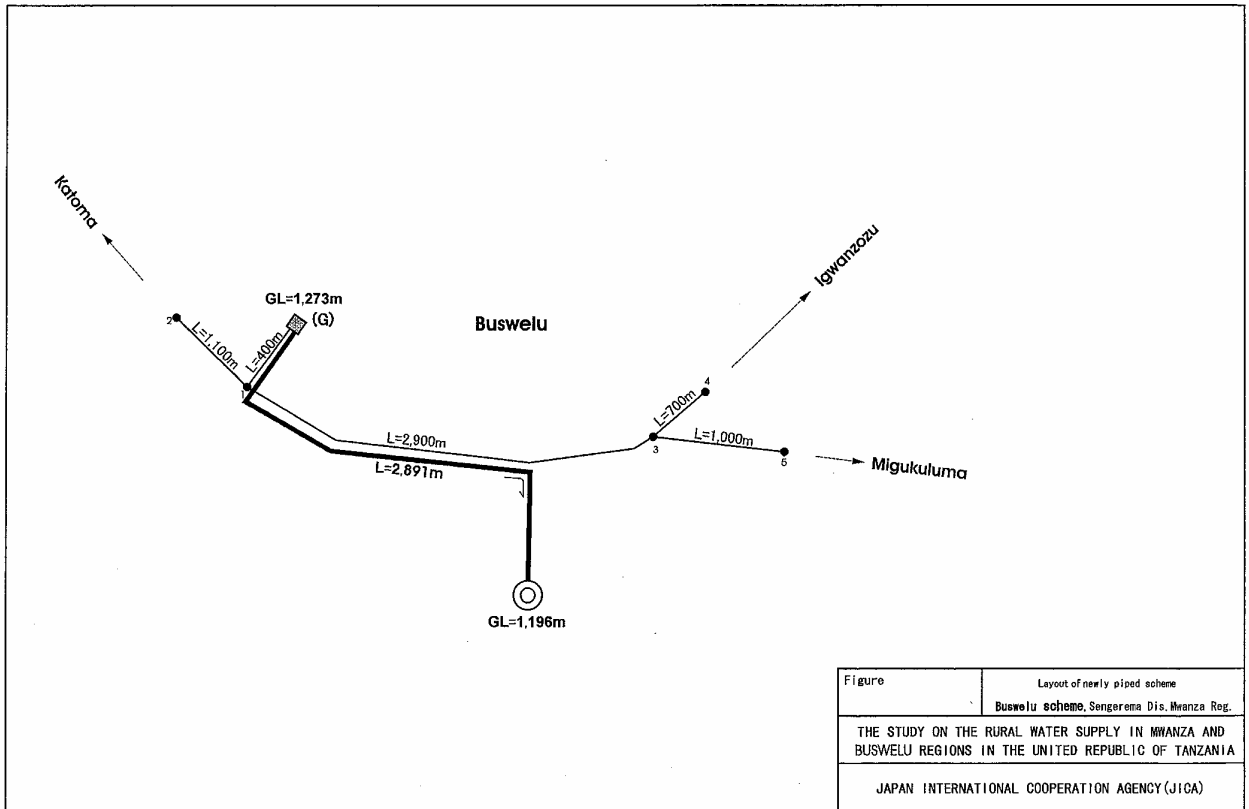 Katoma
GL=1,273m
(G)
Buswelu
Igwanzozu
2
L=1,100m
L=400m
1
4
L=700m
L=2,900m
L=1,000m
3
5
Migukuluma
L=2,891m
GL=1,196m
Figure
Layout of newly piped scheme
Buswelu scheme, Sengerema Dis. Mwanza Reg.
THE STUDY ON THE RURAL WATER SUPPLY IN MWANZA AND
BUSWELU REGIONS IN THE UNITED REPUBLIC OF TANZANIA
JAPAN INTERNATIONAL COOPERATION AGENCY(JICA)